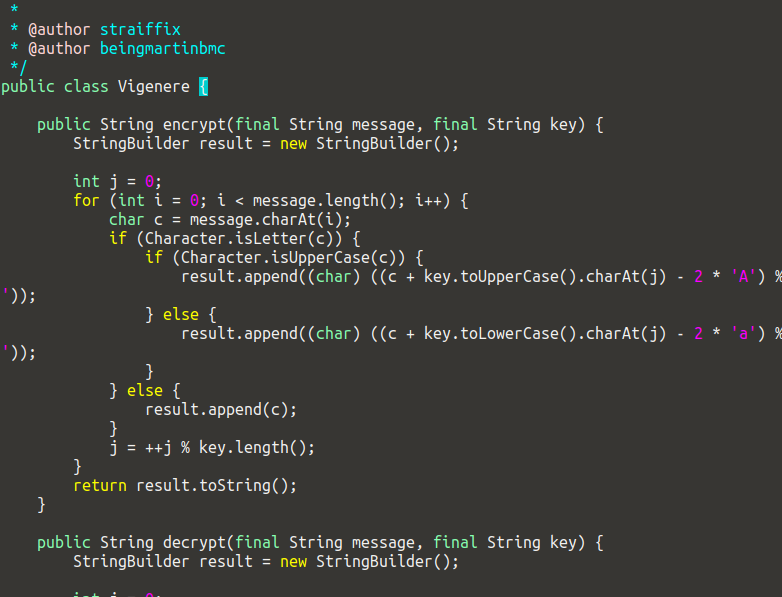 *
 * @author straiffix
 * @author beingmartinbmc
 */
public class Vigenere {

    public String encrypt(final String message, final String key) {
        StringBuilder result = new StringBuilder();

        int j = 0;
        for (int i = 0; i < message.length(); i++) {
            char c = message.charAt(i);
            if (Character.isLetter(c)) {
                if (Character.isUpperCase(c)) {
                    result.append((char) ((c + key.toUpperCase().charAt(j) - 2 * 'A') %
'));
                } else {
                    result.append((char) ((c + key.toLowerCase().charAt(j) - 2 * 'a') %
'));
                }
            } else {
                result.append(c);
            }
            j = ++j % key.length();
        }
        return result.toString();
    }

    public String decrypt(final String message, final String key) {
        StringBuilder result = new StringBuilder();

        int j = 0;